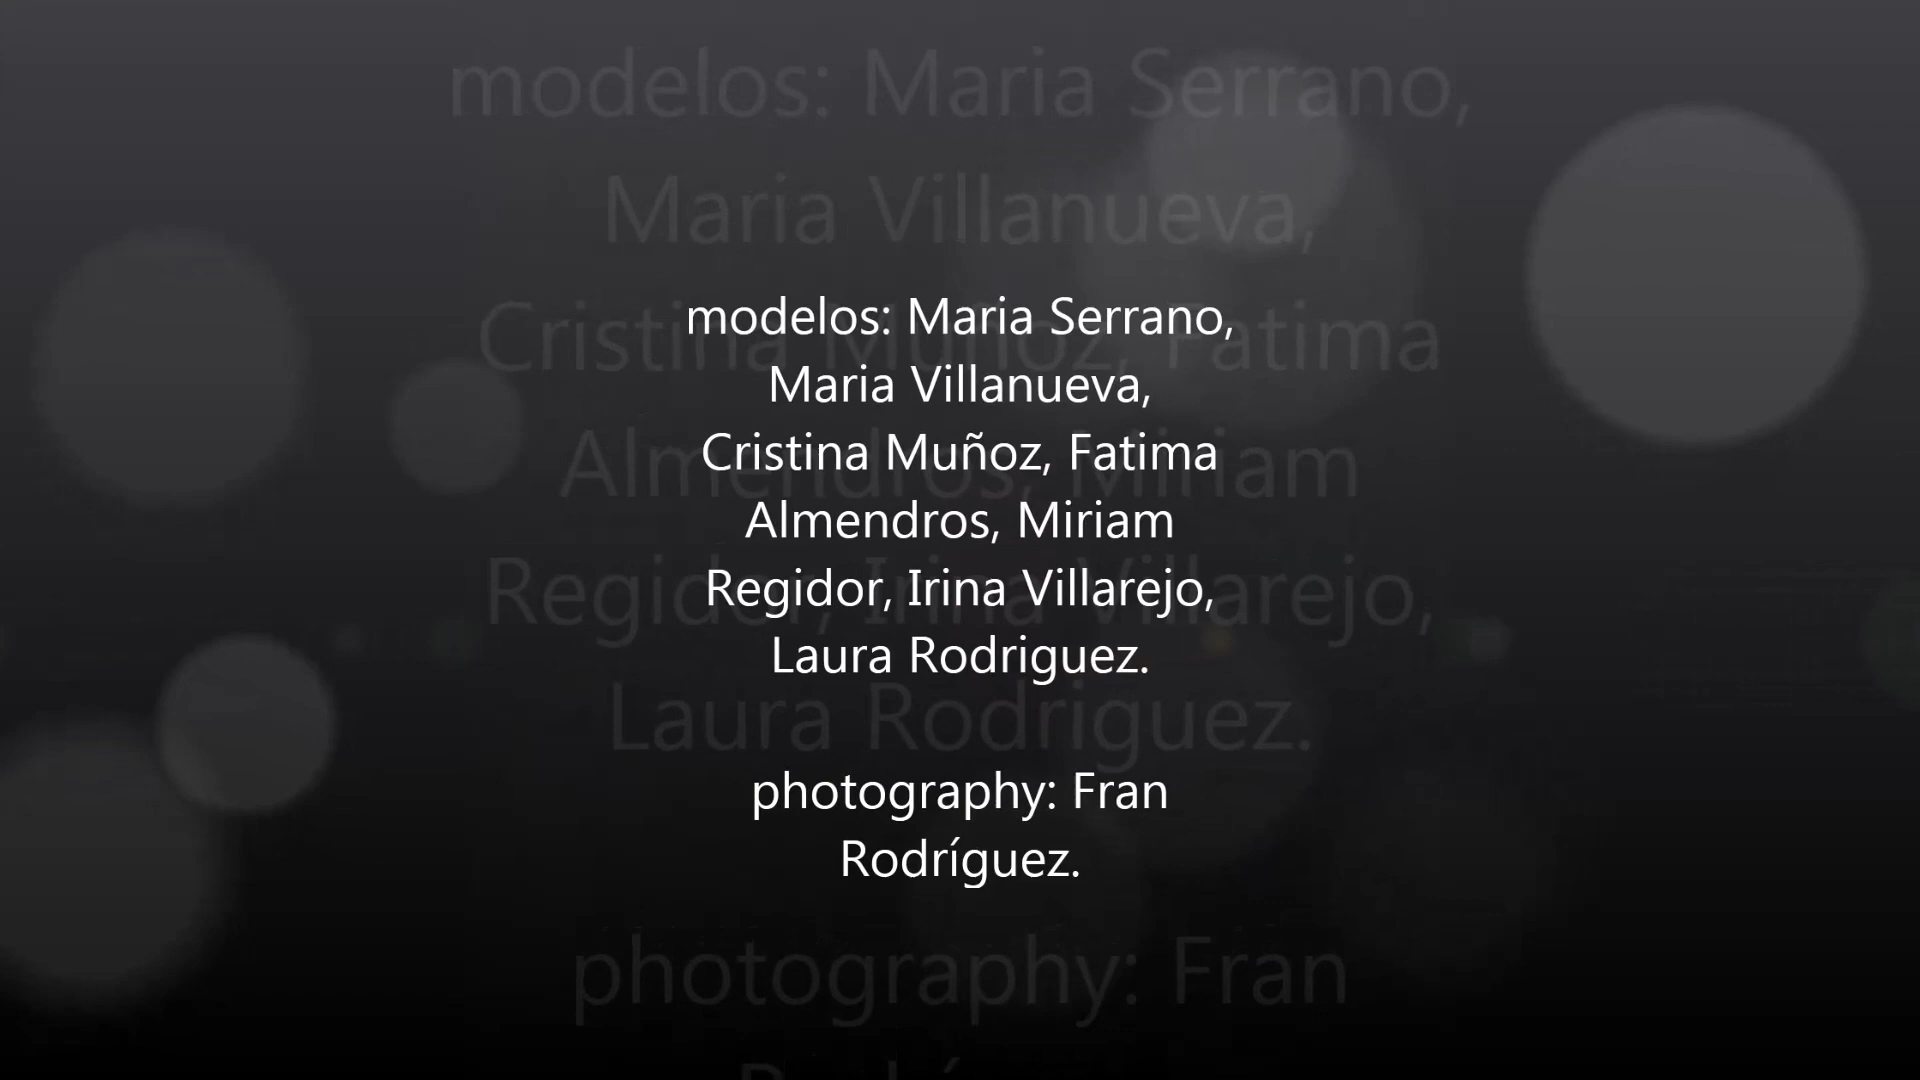 modelos: Maria Serrano,
Maria Villanueva,
Cristina Muñoz, Fatima
Almendros, Miriam
Regidor, Irina Villarejo,
Laura Rodriguez.
photography: Fran
Rodríguez.